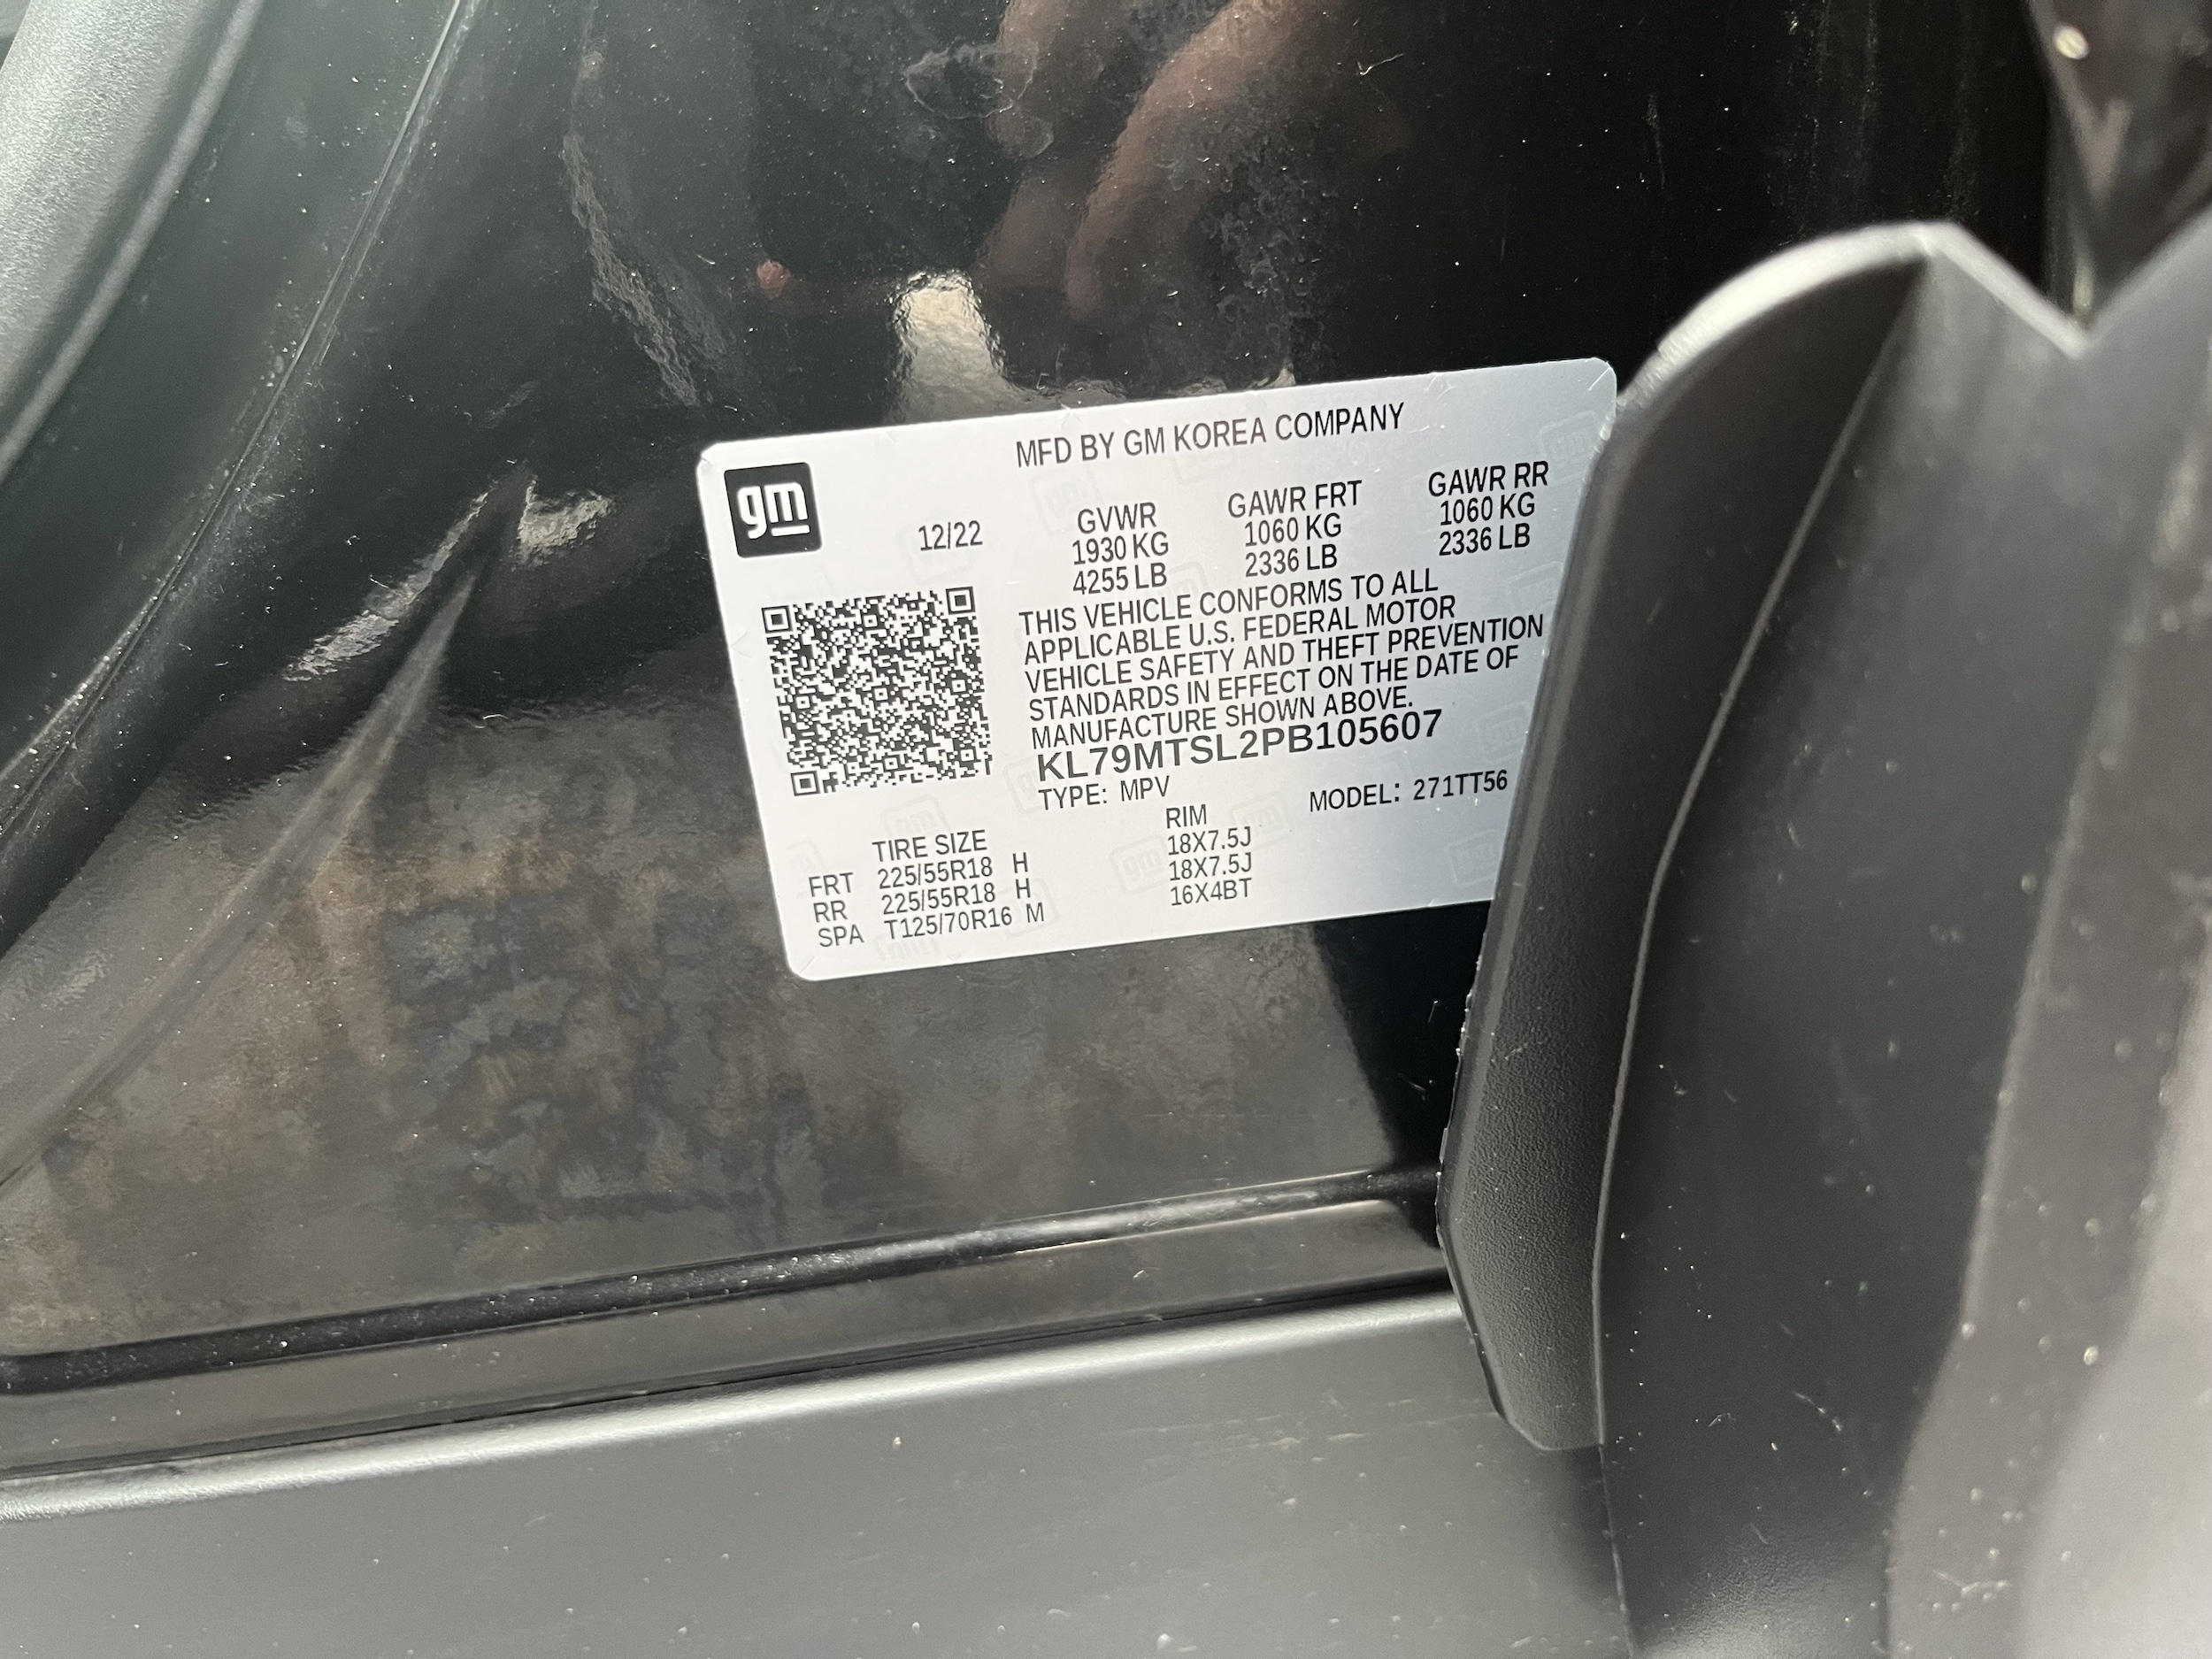 MFD BY GM KOREA COMPANY
gm
12/22
GVWR GAWR FRT GAWR RR
1930 KG 1060 KG 1060 KG
4255 LB 2336 LB 2336 LB
THIS VEHICLE CONFORMS TO ALL
APPLICABLE U.S. FEDERAL MOTOR
VEHICLE SAFETY AND THEFT PREVENTION
STANDARDS IN EFFECT ON THE DATE OF
MANUFACTURE SHOWN ABOVE.
KL79MTSL2PB105607
TYPE: MPV MODEL: 271TT56
TIRE SIZE RIM
FRT 225/55R18 H 18X7.5J
RR 225/55R18 H 18X7.5J
SPA T125/70R16 M 16X4BT